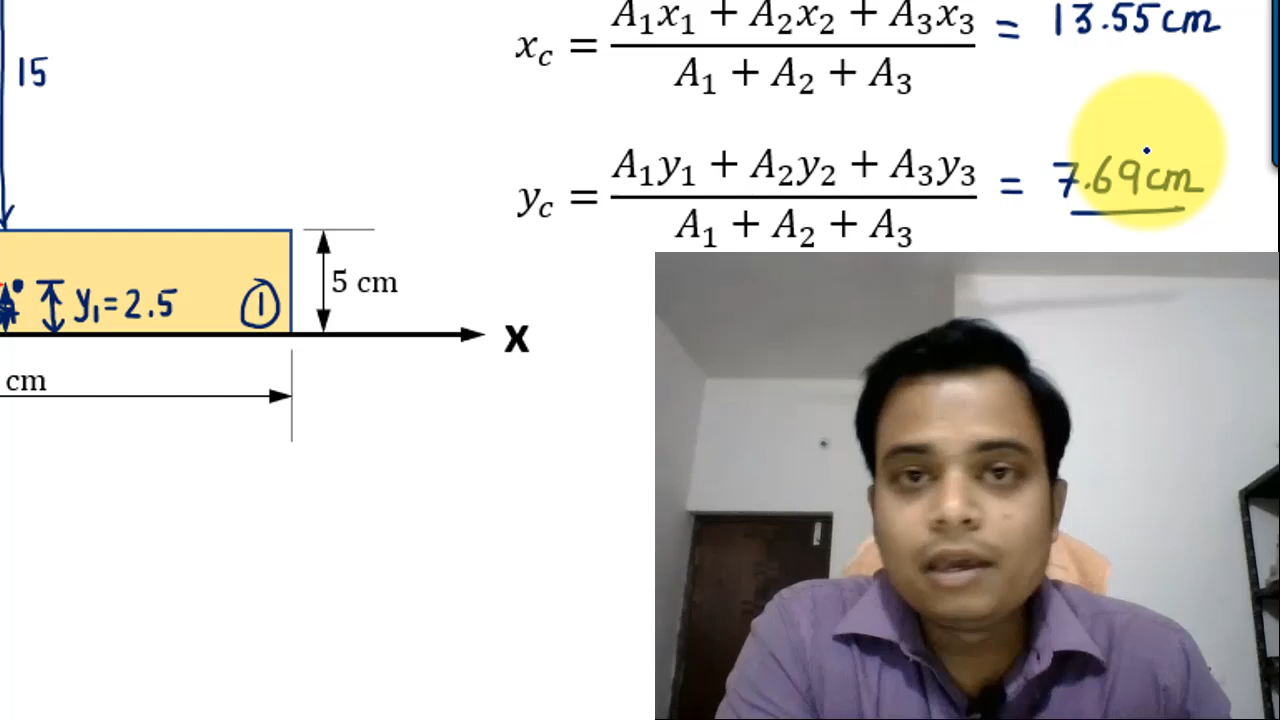 x_c = (A_1x_1 + A_2x_2 + A_3x_3) / (A_1 + A_2 + A_3) = 13.55cm
15
y_c = (A_1y_1 + A_2y_2 + A_3y_3) / (A_1 + A_2 + A_3) = 7.69cm
5 cm
y_1=2.5
1
X
cm